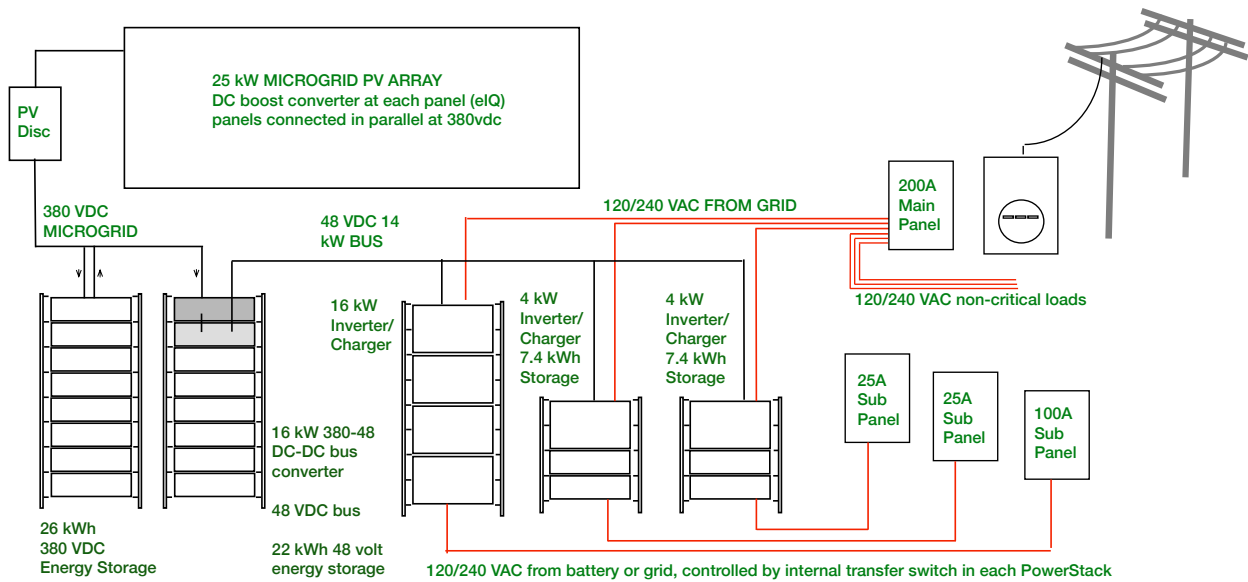 25 kW MICROGRID PV ARRAY
DC boost converter at each panel (eIQ)
panels connected in parallel at 380vdc
PV
Disc
200A
Main
Panel
380 VDC
MICROGRID
48 VDC 14
kW BUS
120/240 VAC FROM GRID
120/240 VAC non-critical loads
16 kW
Inverter/
Charger
4 kW
Inverter/
Charger
7.4 kWh
Storage
4 kW
Inverter/
Charger
7.4 kWh
Storage
25A
Sub
Panel
25A
Sub
Panel
100A
Sub
Panel
16 kW 380-48
DC-DC bus
converter
48 VDC bus
22 kWh 48 volt
energy storage
26 kWh
380 VDC
Energy Storage
120/240 VAC from battery or grid, controlled by internal transfer switch in each PowerStack